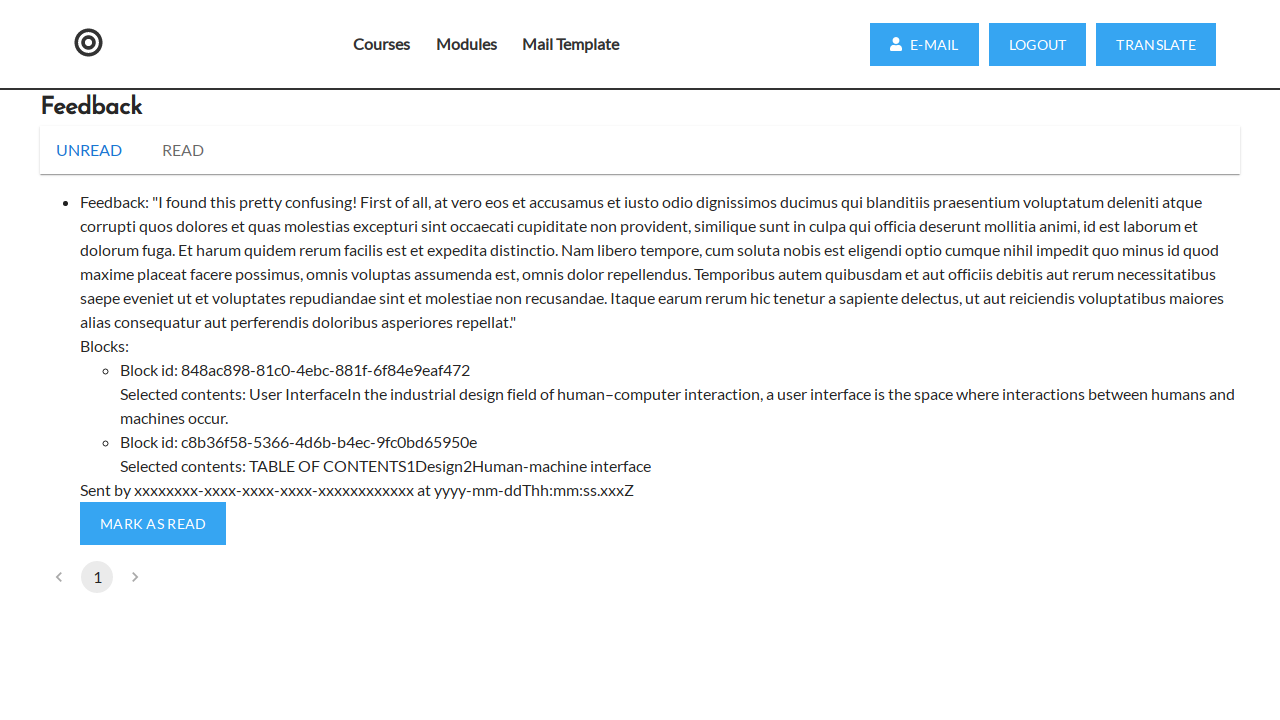 Courses Modules Mail Template E-MAIL LOGOUT TRANSLATE
Feedback
UNREAD READ
• Feedback: "I found this pretty confusing! First of all, at vero eos et accusamus et iusto odio dignissimos ducimus qui blanditiis praesentium voluptatum deleniti atque
corrupti quos dolores et quas molestias excepturi sint occaecati cupiditate non provident, similique sunt in culpa qui officia deserunt mollitia animi, id est laborum et
dolorum fuga. Et harum quidem rerum facilis est et expedita distinctio. Nam libero tempore, cum soluta nobis est eligendi optio cumque nihil impedit quo minus id quod
maxime placeat facere possimus, omnis voluptas assumenda est, omnis dolor repellendus. Temporibus autem quibusdam et aut officiis debitis aut rerum necessitatibus
saepe eveniet ut et voluptates repudiandae sint et molestiae non recusandae. Itaque earum rerum hic tenetur a sapiente delectus, ut aut reiciendis voluptatibus maiores
alias consequatur aut perferendis doloribus asperiores repellat."
Blocks:
◦ Block id: 848ac898-81c0-4ebc-881f-6f84e9eaf472
Selected contents: User InterfaceIn the industrial design field of human–computer interaction, a user interface is the space where interactions between humans and
machines occur.
◦ Block id: c8b36f58-5366-4d6b-b4ec-9fc0bd65950e
Selected contents: TABLE OF CONTENTS1Design2Human-machine interface
Sent by xxxxxxxx-xxxx-xxxx-xxxx-xxxxxxxxxxxx at yyyy-mm-ddThh:mm:ss.xxxZ
MARK AS READ
1